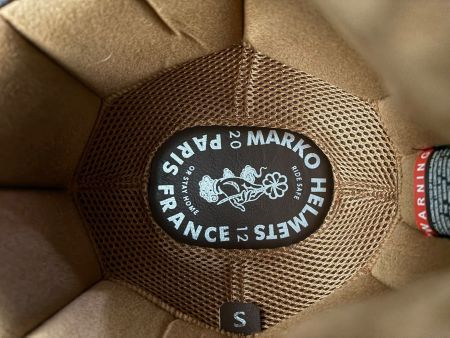 MARKO HELMETS
PARIS FRANCE
20 12
RIDE SAFE
OR STAY HOME
S
WARNING